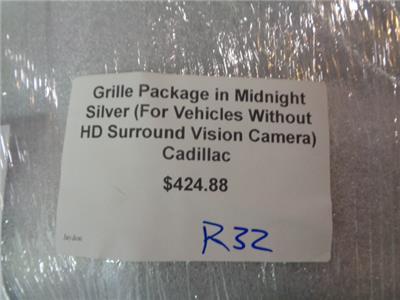 Grille Package in Midnight
Silver (For Vehicles Without
HD Surround Vision Camera)
Cadillac
$424.88
R32